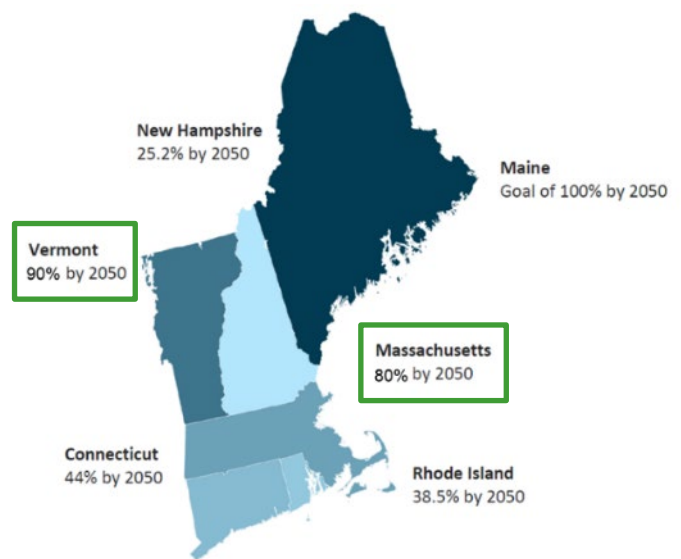 New Hampshire
25.2% by 2050
Maine
Goal of 100% by 2050
Vermont
90% by 2050
Massachusetts
80% by 2050
Connecticut
44% by 2050
Rhode Island
38.5% by 2050